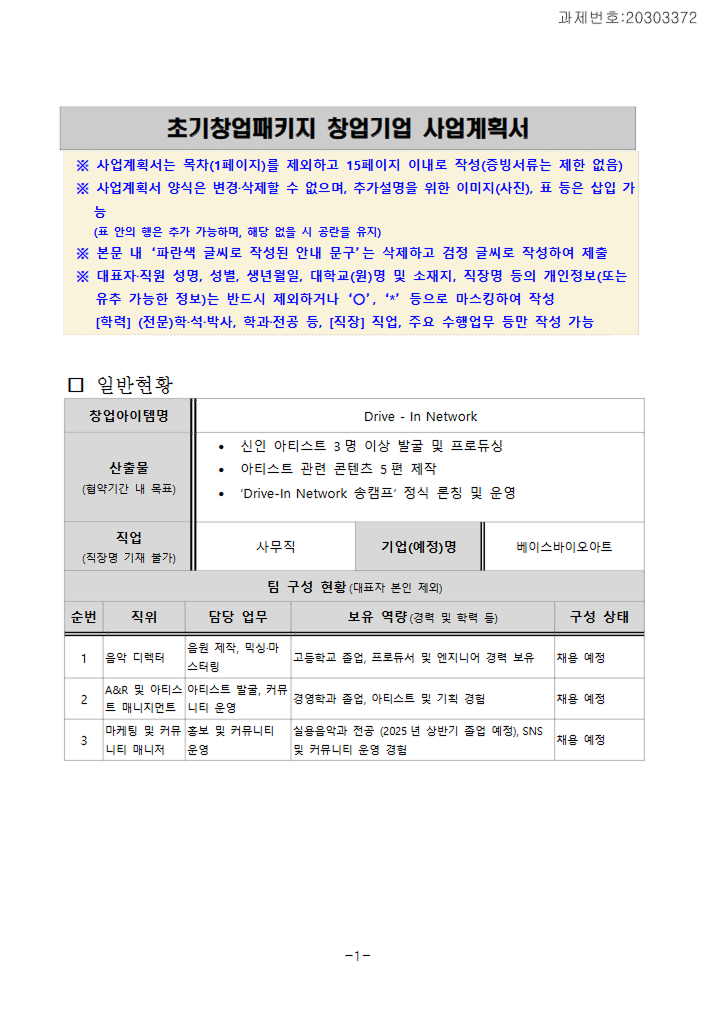 과제번호:20303372
초기창업패키지 창업기업 사업계획서
※ 사업계획서는 목차(1페이지)를 제외하고 15페이지 이내로 작성(증빙서류는 제한 없음)
※ 사업계획서 양식은 변경·삭제할 수 없으며, 추가설명을 위한 이미지(사진), 표 등은 삽입 가
능
(표 안의 행은 추가 가능하며, 해당 없을 시 공란을 유지)
※ 본문 내 ‘파란색 글씨로 작성된 안내 문구’는 삭제하고 검정 글씨로 작성하여 제출
※ 대표자·직원 성명, 성별, 생년월일, 대학교(원)명 및 소재지, 직장명 등의 개인정보(또는
유추 가능한 정보)는 반드시 제외하거나 ‘○’, ‘*’ 등으로 마스킹하여 작성
[학력] (전문)학·석·박사, 학과·전공 등, [직장] 직업, 주요 수행업무 등만 작성 가능
□ 일반현황
창업아이템명 Drive - In Network
산출물
(협약기간 내 목표)
• 신인 아티스트 3명 이상 발굴 및 프로듀싱
• 아티스트 관련 콘텐츠 5편 제작
• ‘Drive-In Network 송캠프’ 정식 론칭 및 운영
직업
(직장명 기재 불가)
사무직 기업(예정)명 베이스바이오아트
팀 구성 현황(대표자 본인 제외)
순번 직위 담당 업무 보유 역량(경력 및 학력 등) 구성 상태
1 음악 디렉터 음원 제작, 믹싱·마
스터링
고등학교 졸업, 프로듀서 및 엔지니어 경력 보유 채용 예정
2 A&R 및 아티스
트 매니지먼트
아티스트 발굴, 커뮤
니티 운영
경영학과 졸업, 아티스트 및 기획 경험 채용 예정
3 마케팅 및 커뮤
니티 매니저
홍보 및 커뮤니티
운영
실용음악과 전공 (2025년 상반기 졸업 예정), SNS
및 커뮤니티 운영 경험
채용 예정
-1-